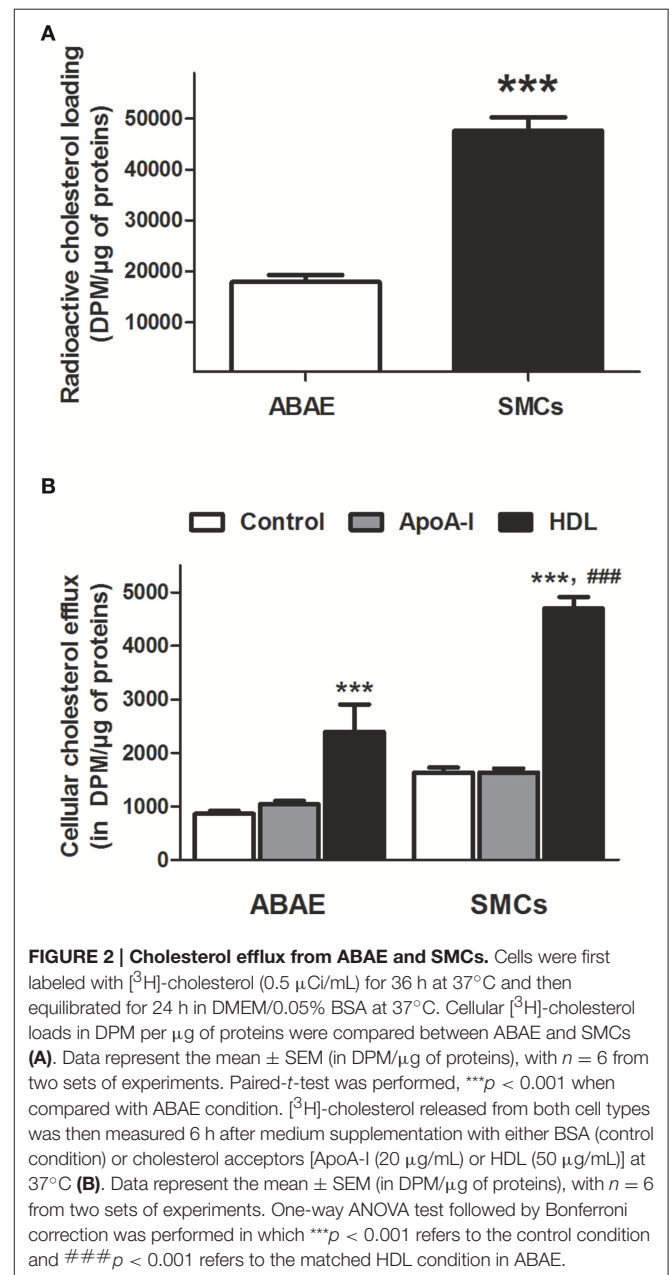 A
***
Radioactive cholesterol loading
(DPM/µg of proteins)
50000
40000
30000
20000
10000
ABAE
SMCs
B
Control
ApoA-I
HDL
Cellular cholesterol efflux
(in DPM/µg of proteins)
5000
4000
3000
2000
1000
0
***
***, ###
ABAE
SMCs
FIGURE 2 | Cholesterol efflux from ABAE and SMCs. Cells were first
labeled with [³H]-cholesterol (0.5 µCi/mL) for 36 h at 37°C and then
equilibrated for 24 h in DMEM/0.05% BSA at 37°C. Cellular [³H]-cholesterol
loads in DPM per µg of proteins were compared between ABAE and SMCs
(A). Data represent the mean ± SEM (in DPM/µg of proteins), with n = 6 from
two sets of experiments. Paired-t-test was performed, ***p < 0.001 when
compared with ABAE condition. [³H]-cholesterol released from both cell types
was then measured 6 h after medium supplementation with either BSA (control
condition) or cholesterol acceptors [ApoA-I (20 µg/mL) or HDL (50 µg/mL)] at
37°C (B). Data represent the mean ± SEM (in DPM/µg of proteins), with n = 6
from two sets of experiments. One-way ANOVA test followed by Bonferroni
correction was performed in which ***p < 0.001 refers to the control condition
and ###p < 0.001 refers to the matched HDL condition in ABAE.